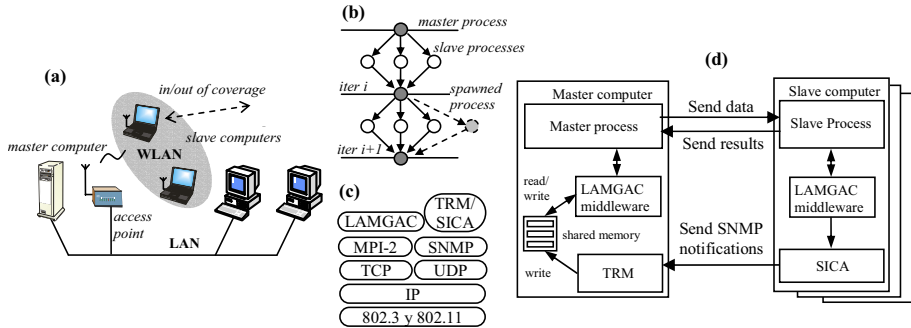 (a)
in/out of coverage
slave computers
master computer
WLAN
access
point
LAN
(b)
master process
slave processes
iter i
spawned
process
iter i+1
(c)
LAMGAC
TRM/
SICA
MPI-2
SNMP
TCP
UDP
IP
802.3 y 802.11
(d)
Master computer
Master process
read/
write
LAMGAC
middleware
shared memory
write
TRM
Send data
Send results
Send SNMP
notifications
Slave computer
Slave Process
LAMGAC
middleware
SICA